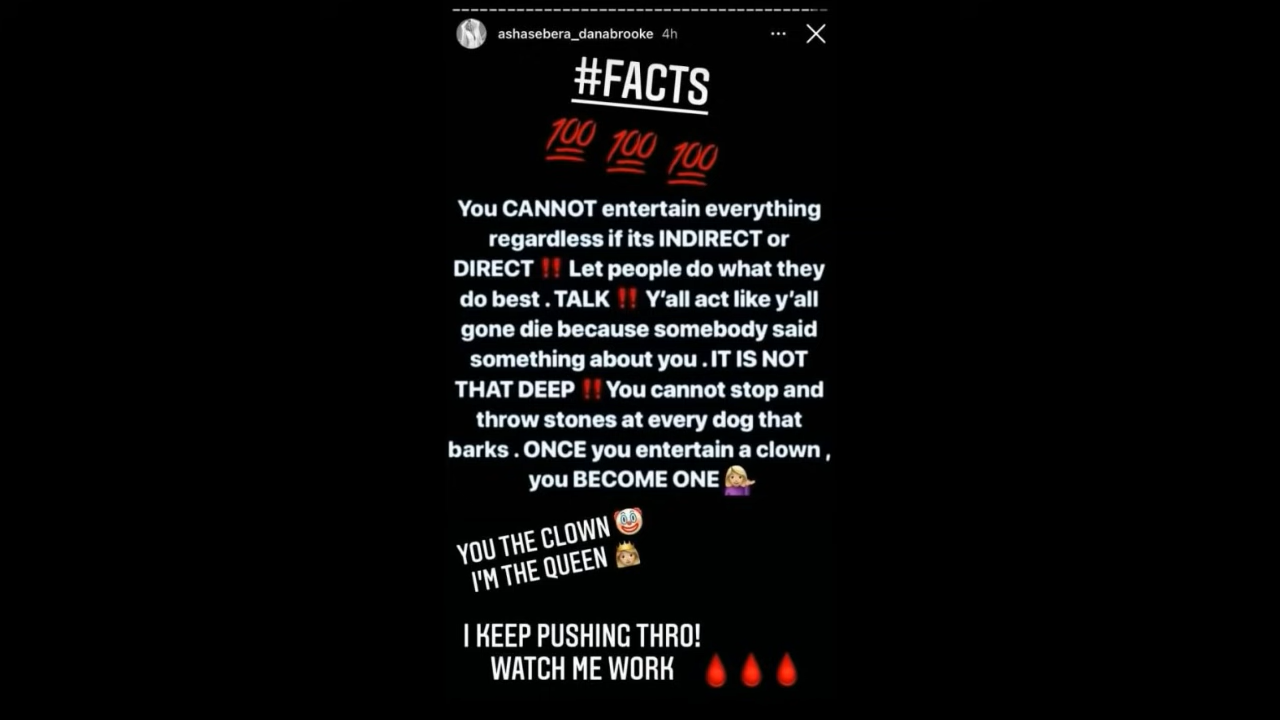 ashasebera_danabrooke 4h
#FACTS
💯 💯 💯
You CANNOT entertain everything
regardless if its INDIRECT or
DIRECT ‼️ Let people do what they
do best . TALK ‼️ Y’all act like y’all
gone die because somebody said
something about you . IT IS NOT
THAT DEEP ‼️You cannot stop and
throw stones at every dog that
barks . ONCE you entertain a clown ,
you BECOME ONE 💁🏼‍♀️
YOU THE CLOWN 🤡
I'M THE QUEEN 👸🏼
I KEEP PUSHING THRO!
WATCH ME WORK 🩸🩸🩸